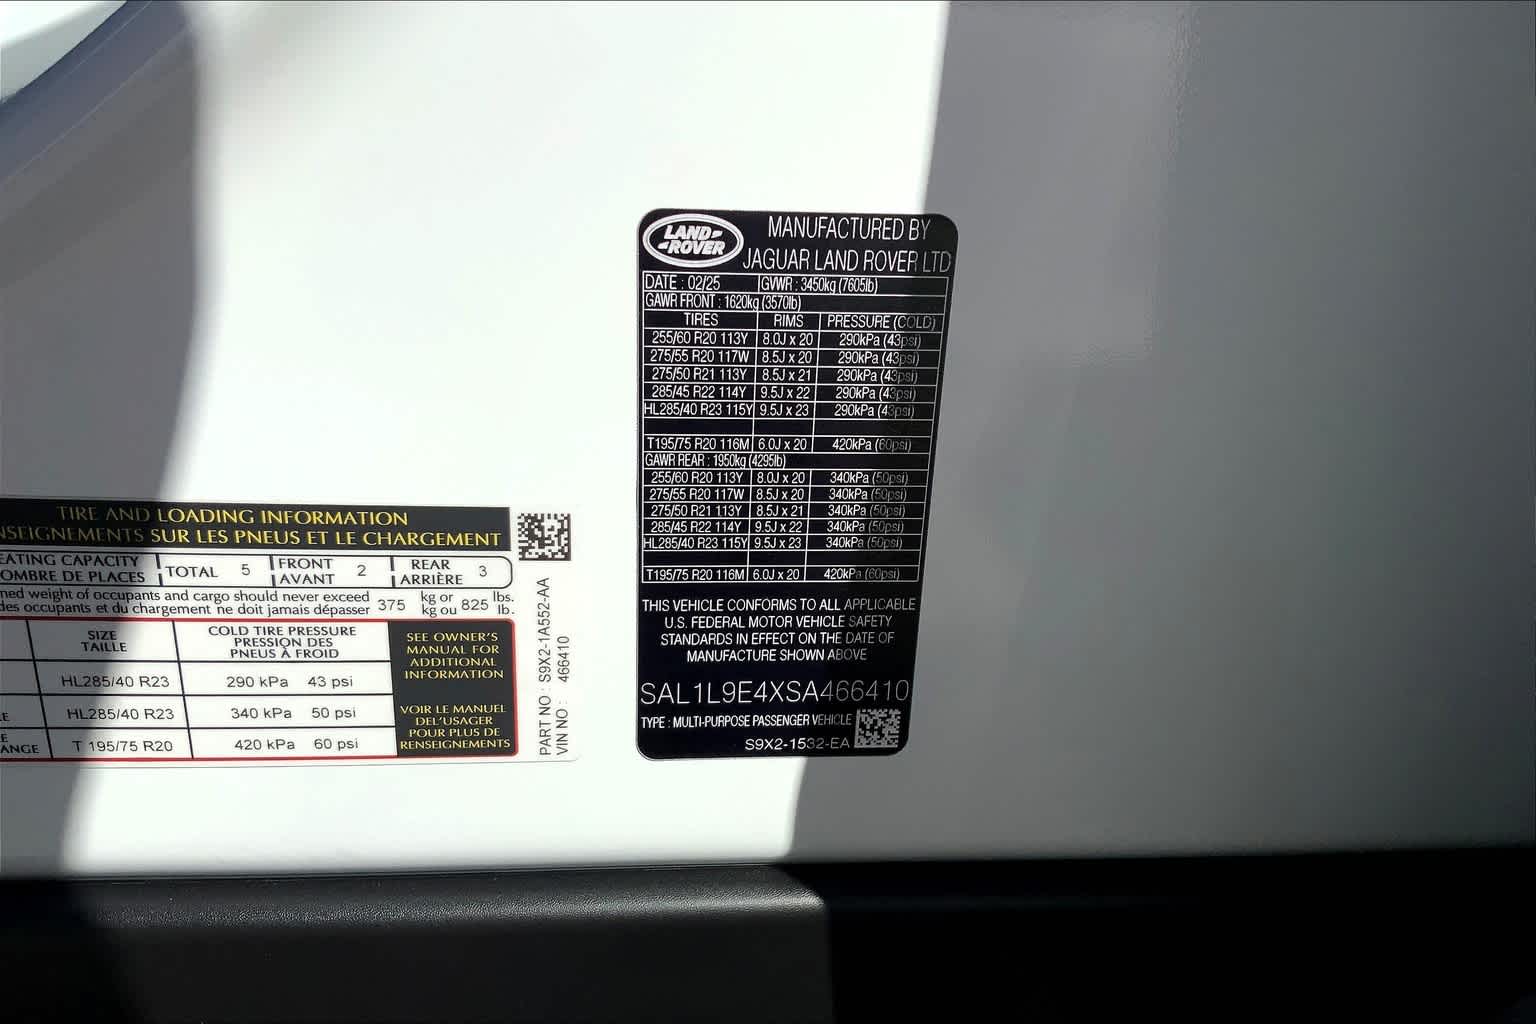 TIRE AND LOADING INFORMATION
NSEIGNEMENTS SUR LES PNEUS ET LE CHARGEMENT
EATING CAPACITY
OMBRE DE PLACES
TOTAL 5
FRONT
AVANT 2
REAR
ARRIÈRE 3
ned weight of occupants and cargo should never exceed
des occupants et du chargement ne doit jamais dépasser
375 kg or
kg ou 825 lbs.
lb.
SIZE
TAILLE
COLD TIRE PRESSURE
PRESSION DES
PNEUS À FROID
HL285/40 R23 290 kPa 43 psi
E HL285/40 R23 340 kPa 50 psi
E
ANGE T 195/75 R20 420 kPa 60 psi
SEE OWNER'S
MANUAL FOR
ADDITIONAL
INFORMATION
VOIR LE MANUEL
DEL'USAGER
POUR PLUS DE
RENSEIGNEMENTS
PART NO : S9X2-1A552-AA
VIN NO : 466410
LAND-
-ROVER
MANUFACTURED BY
JAGUAR LAND ROVER LTD
DATE : 02/25 GVWR : 3450kg (7605lb)
GAWR FRONT : 1620kg (3570lb)
TIRES RIMS PRESSURE (COLD)
255/60 R20 113Y 8.0J x 20 290kPa (43psi)
275/55 R20 117W 8.5J x 20 290kPa (43psi)
275/50 R21 113Y 8.5J x 21 290kPa (43psi)
285/45 R22 114Y 9.5J x 22 290kPa (43psi)
HL285/40 R23 115Y 9.5J x 23 290kPa (43psi)
T195/75 R20 116M 6.0J x 20 420kPa (60psi)
GAWR REAR : 1950kg (4295lb)
255/60 R20 113Y 8.0J x 20 340kPa (50psi)
275/55 R20 117W 8.5J x 20 340kPa (50psi)
275/50 R21 113Y 8.5J x 21 340kPa (50psi)
285/45 R22 114Y 9.5J x 22 340kPa (50psi)
HL285/40 R23 115Y 9.5J x 23 340kPa (50psi)
T195/75 R20 116M 6.0J x 20 420kPa (60psi)
THIS VEHICLE CONFORMS TO ALL APPLICABLE
U.S. FEDERAL MOTOR VEHICLE SAFETY
STANDARDS IN EFFECT ON THE DATE OF
MANUFACTURE SHOWN ABOVE
SAL1L9E4XSA466410
TYPE : MULTI-PURPOSE PASSENGER VEHICLE
S9X2-1532-EA